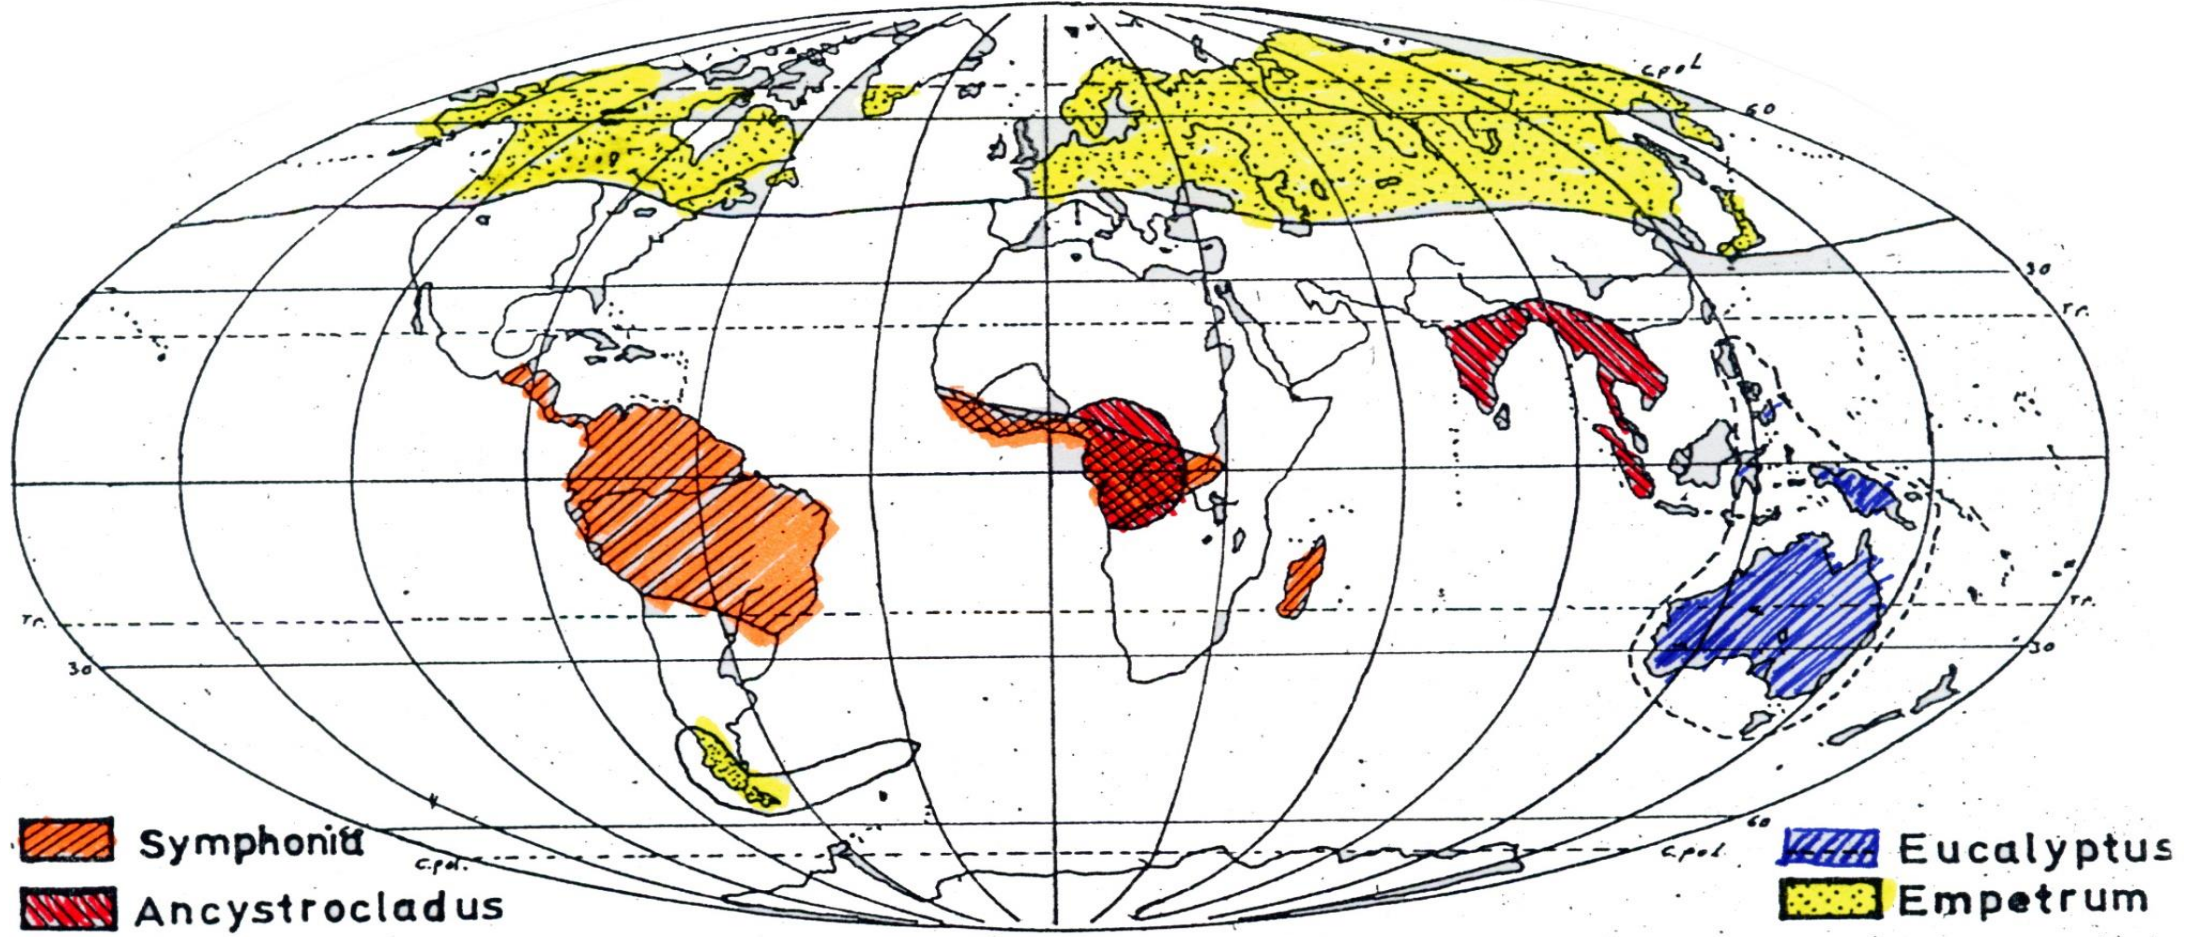 c.pol
60
30
Tr.
Tr.
Tr.
30
30
60
c.pol.
c.pol.
Symphonia
Ancystrocladus
Eucalyptus
Empetrum